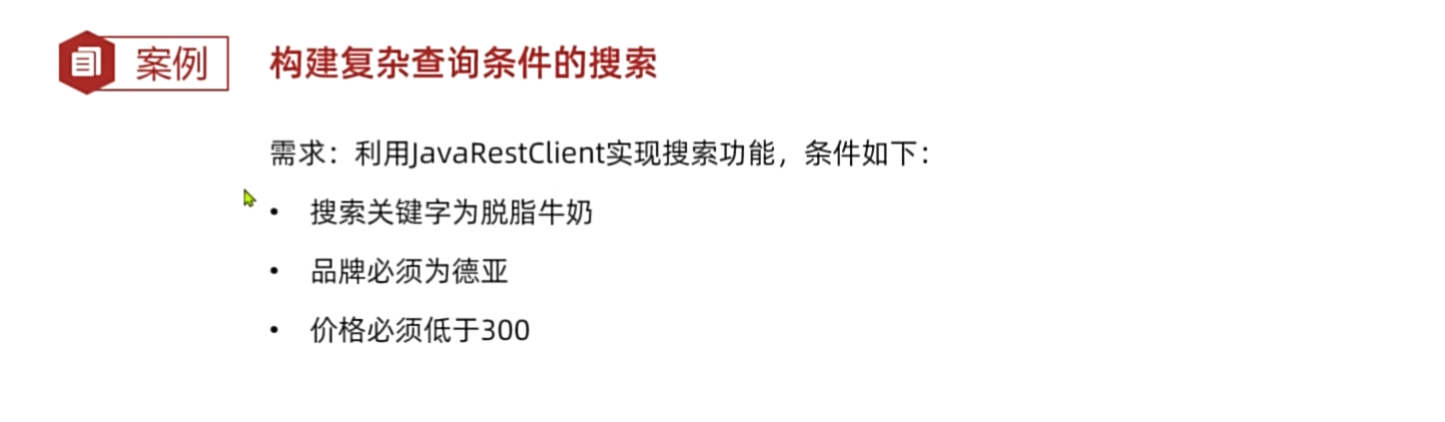 案例 构建复杂查询条件的搜索
需求：利用JavaRestClient实现搜索功能，条件如下：
• 搜索关键字为脱脂牛奶
• 品牌必须为德亚
• 价格必须低于300